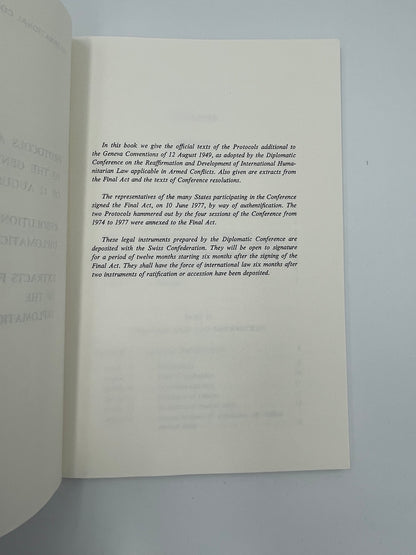 In this book we give the official texts of the Protocols additional to
the Geneva Conventions of 12 August 1949, as adopted by the Diplomatic
Conference on the Reaffirmation and Development of International Huma-
nitarian Law applicable in Armed Conflicts. Also given are extracts from
the Final Act and the texts of Conference resolutions.
The representatives of the many States participating in the Conference
signed the Final Act, on 10 June 1977, by way of authentification. The
two Protocols hammered out by the four sessions of the Conference from
1974 to 1977 were annexed to the Final Act.
These legal instruments prepared by the Diplomatic Conference are
deposited with the Swiss Confederation. They will be open to signature
for a period of twelve months starting six months after the signing of the
Final Act. They shall have the force of international law six months after
two instruments of ratification or accession have been deposited.